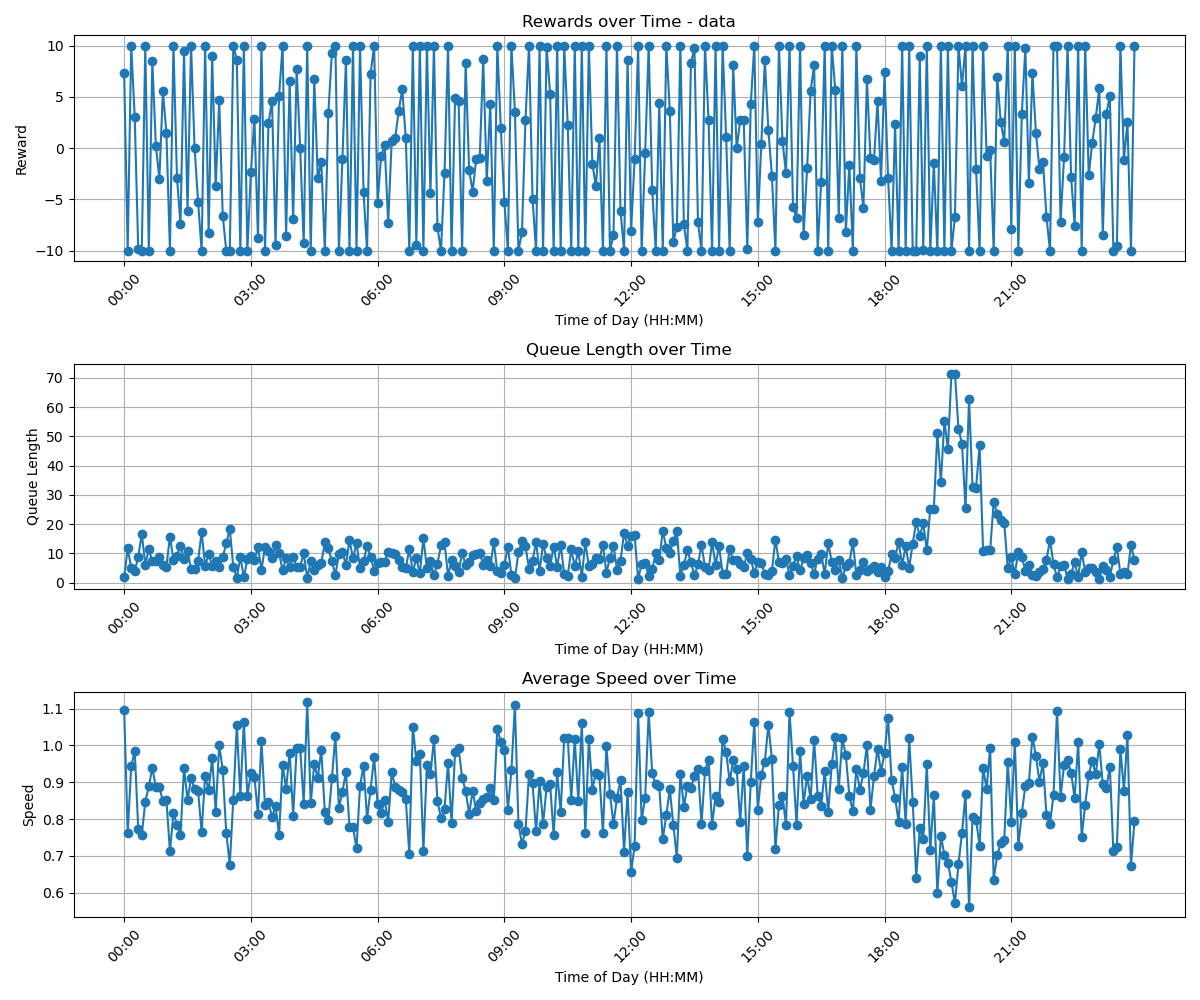 Rewards over Time - data
10
5
0
−5
−10
Reward
00:00 03:00 06:00 09:00 12:00 15:00 18:00 21:00
Time of Day (HH:MM)
Queue Length over Time
70
60
50
40
30
20
10
0
Queue Length
00:00 03:00 06:00 09:00 12:00 15:00 18:00 21:00
Time of Day (HH:MM)
Average Speed over Time
1.1
1.0
0.9
0.8
0.7
0.6
Speed
00:00 03:00 06:00 09:00 12:00 15:00 18:00 21:00
Time of Day (HH:MM)